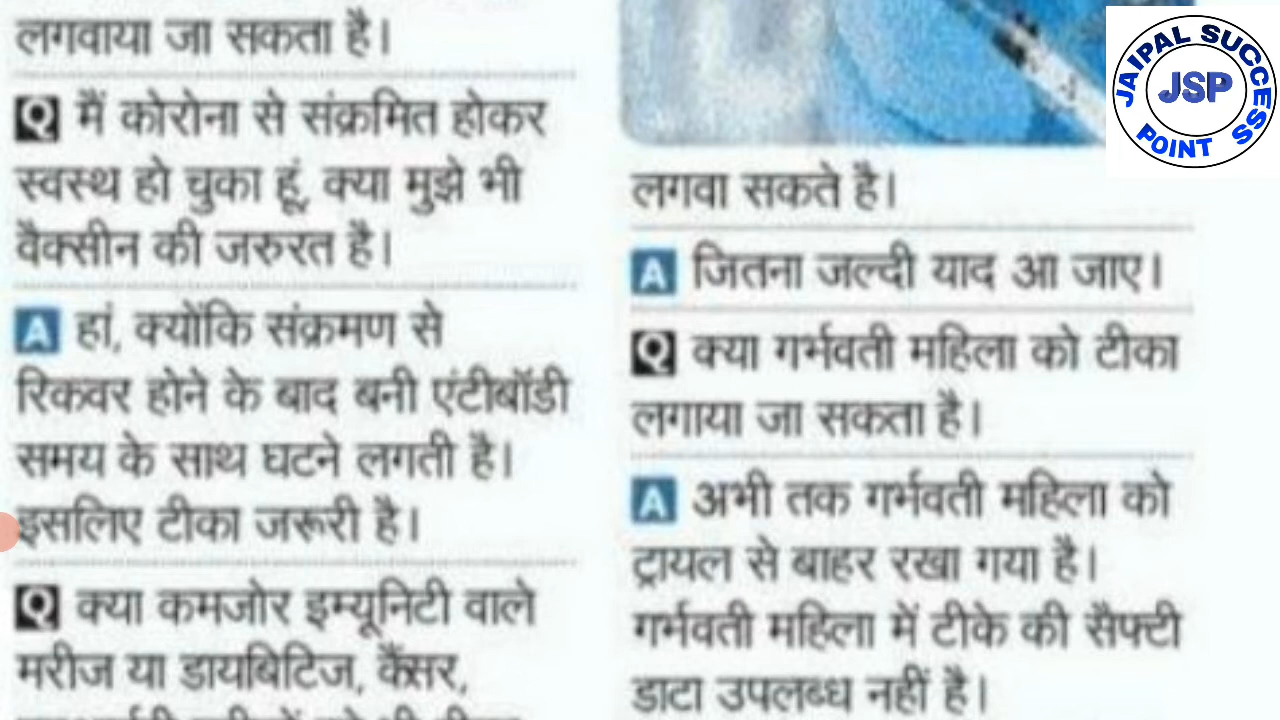 लगवाया जा सकता है।
Q मैं कोरोना से संक्रमित होकर
स्वस्थ हो चुका हूं, क्या मुझे भी
वैक्सीन की जरुरत है।
A हां, क्योंकि संक्रमण से
रिकवर होने के बाद बनी एंटीबॉडी
समय के साथ घटने लगती है।
इसलिए टीका जरूरी है।
Q क्या कमजोर इम्यूनिटी वाले
मरीज या डायबिटिज, कैंसर,
लगवा सकते है।
A जितना जल्दी याद आ जाए।
Q क्या गर्भवती महिला को टीका
लगाया जा सकता है।
A अभी तक गर्भवती महिला को
ट्रायल से बाहर रखा गया है।
गर्भवती महिला में टीके की सैफ्टी
डाटा उपलब्ध नहीं है।
JAIPAL SUCCESS
JSP
POINT